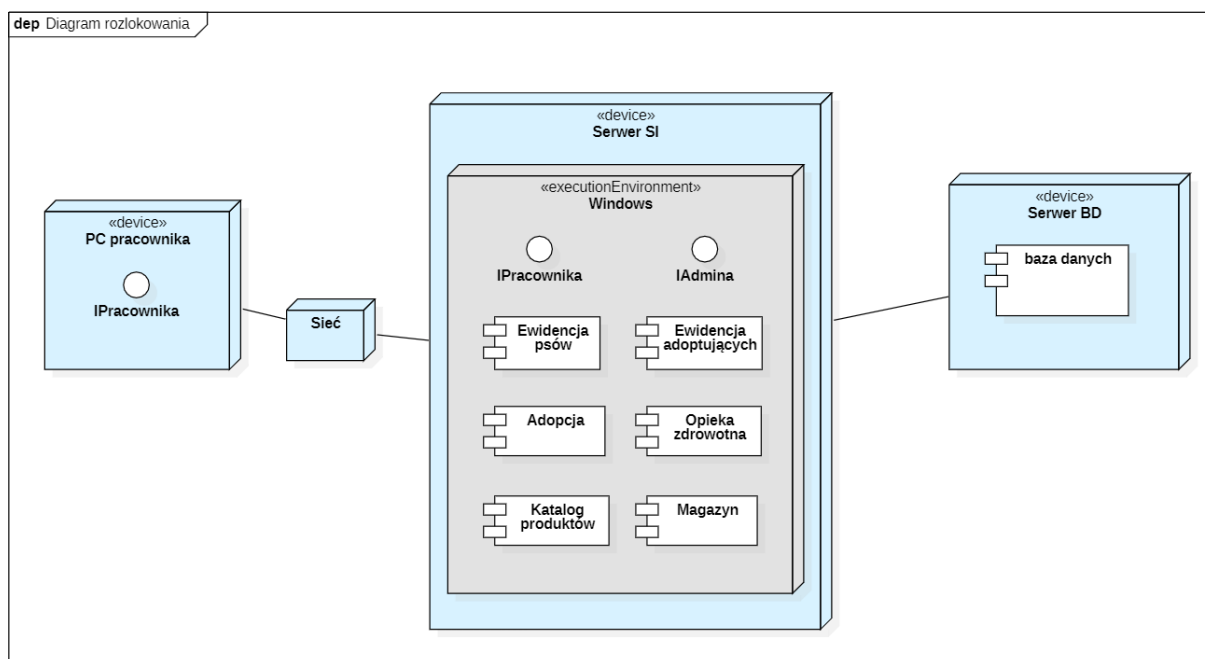 dep Diagram rozlokowania
«device»
Serwer SI
«executionEnvironment»
Windows
«device»
PC pracownika
IPracownika
Sieć
IPracownika
IAdmina
Ewidencja
psów
Ewidencja
adoptujących
Adopcja
Opieka
zdrowotna
Katalog
produktów
Magazyn
«device»
Serwer BD
baza danych